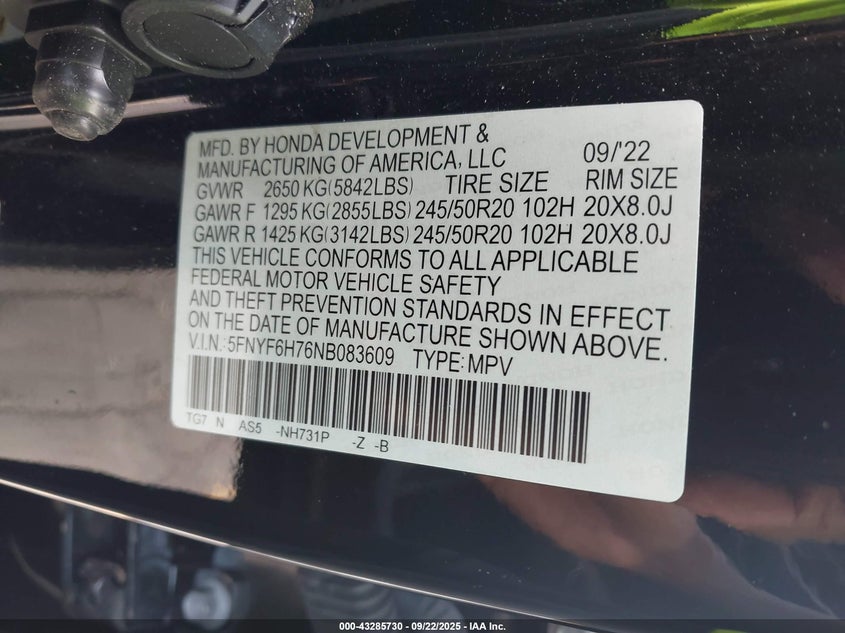 MFD. BY HONDA DEVELOPMENT &
MANUFACTURING OF AMERICA, LLC 09/'22
GVWR 2650 KG(5842LBS) TIRE SIZE RIM SIZE
GAWR F 1295 KG(2855LBS) 245/50R20 102H 20X8.0J
GAWR R 1425 KG(3142LBS) 245/50R20 102H 20X8.0J
THIS VEHICLE CONFORMS TO ALL APPLICABLE
FEDERAL MOTOR VEHICLE SAFETY
AND THEFT PREVENTION STANDARDS IN EFFECT
ON THE DATE OF MANUFACTURE SHOWN ABOVE.
V.I.N.: 5FNYF6H76NB083609 TYPE: MPV
TG7 N AS5 -NH731P -Z -B
000-43285730 - 09/22/2025 - IAA Inc.